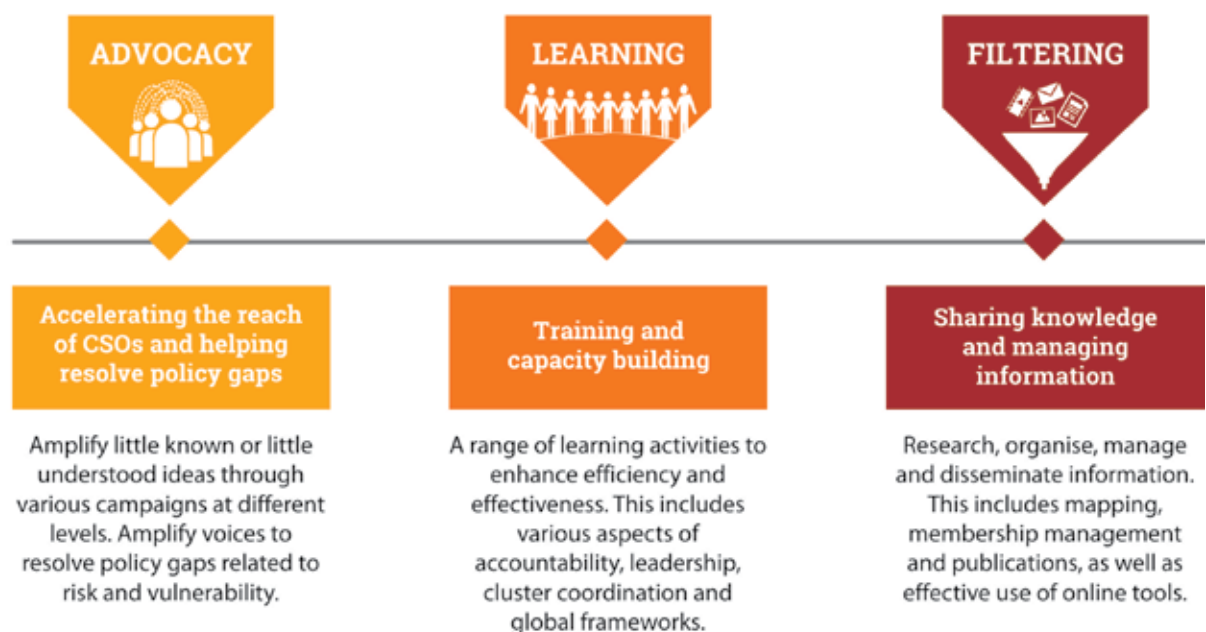 ADVOCACY
Accelerating the reach
of CSOs and helping
resolve policy gaps
Amplify little known or little
understood ideas through
various campaigns at different
levels. Amplify voices to
resolve policy gaps related to
risk and vulnerability.
LEARNING
Training and
capacity building
A range of learning activities to
enhance efficiency and
effectiveness. This includes
various aspects of
accountability, leadership,
cluster coordination and
global frameworks.
FILTERING
Sharing knowledge
and managing
information
Research, organise, manage
and disseminate information.
This includes mapping,
membership management
and publications, as well as
effective use of online tools.